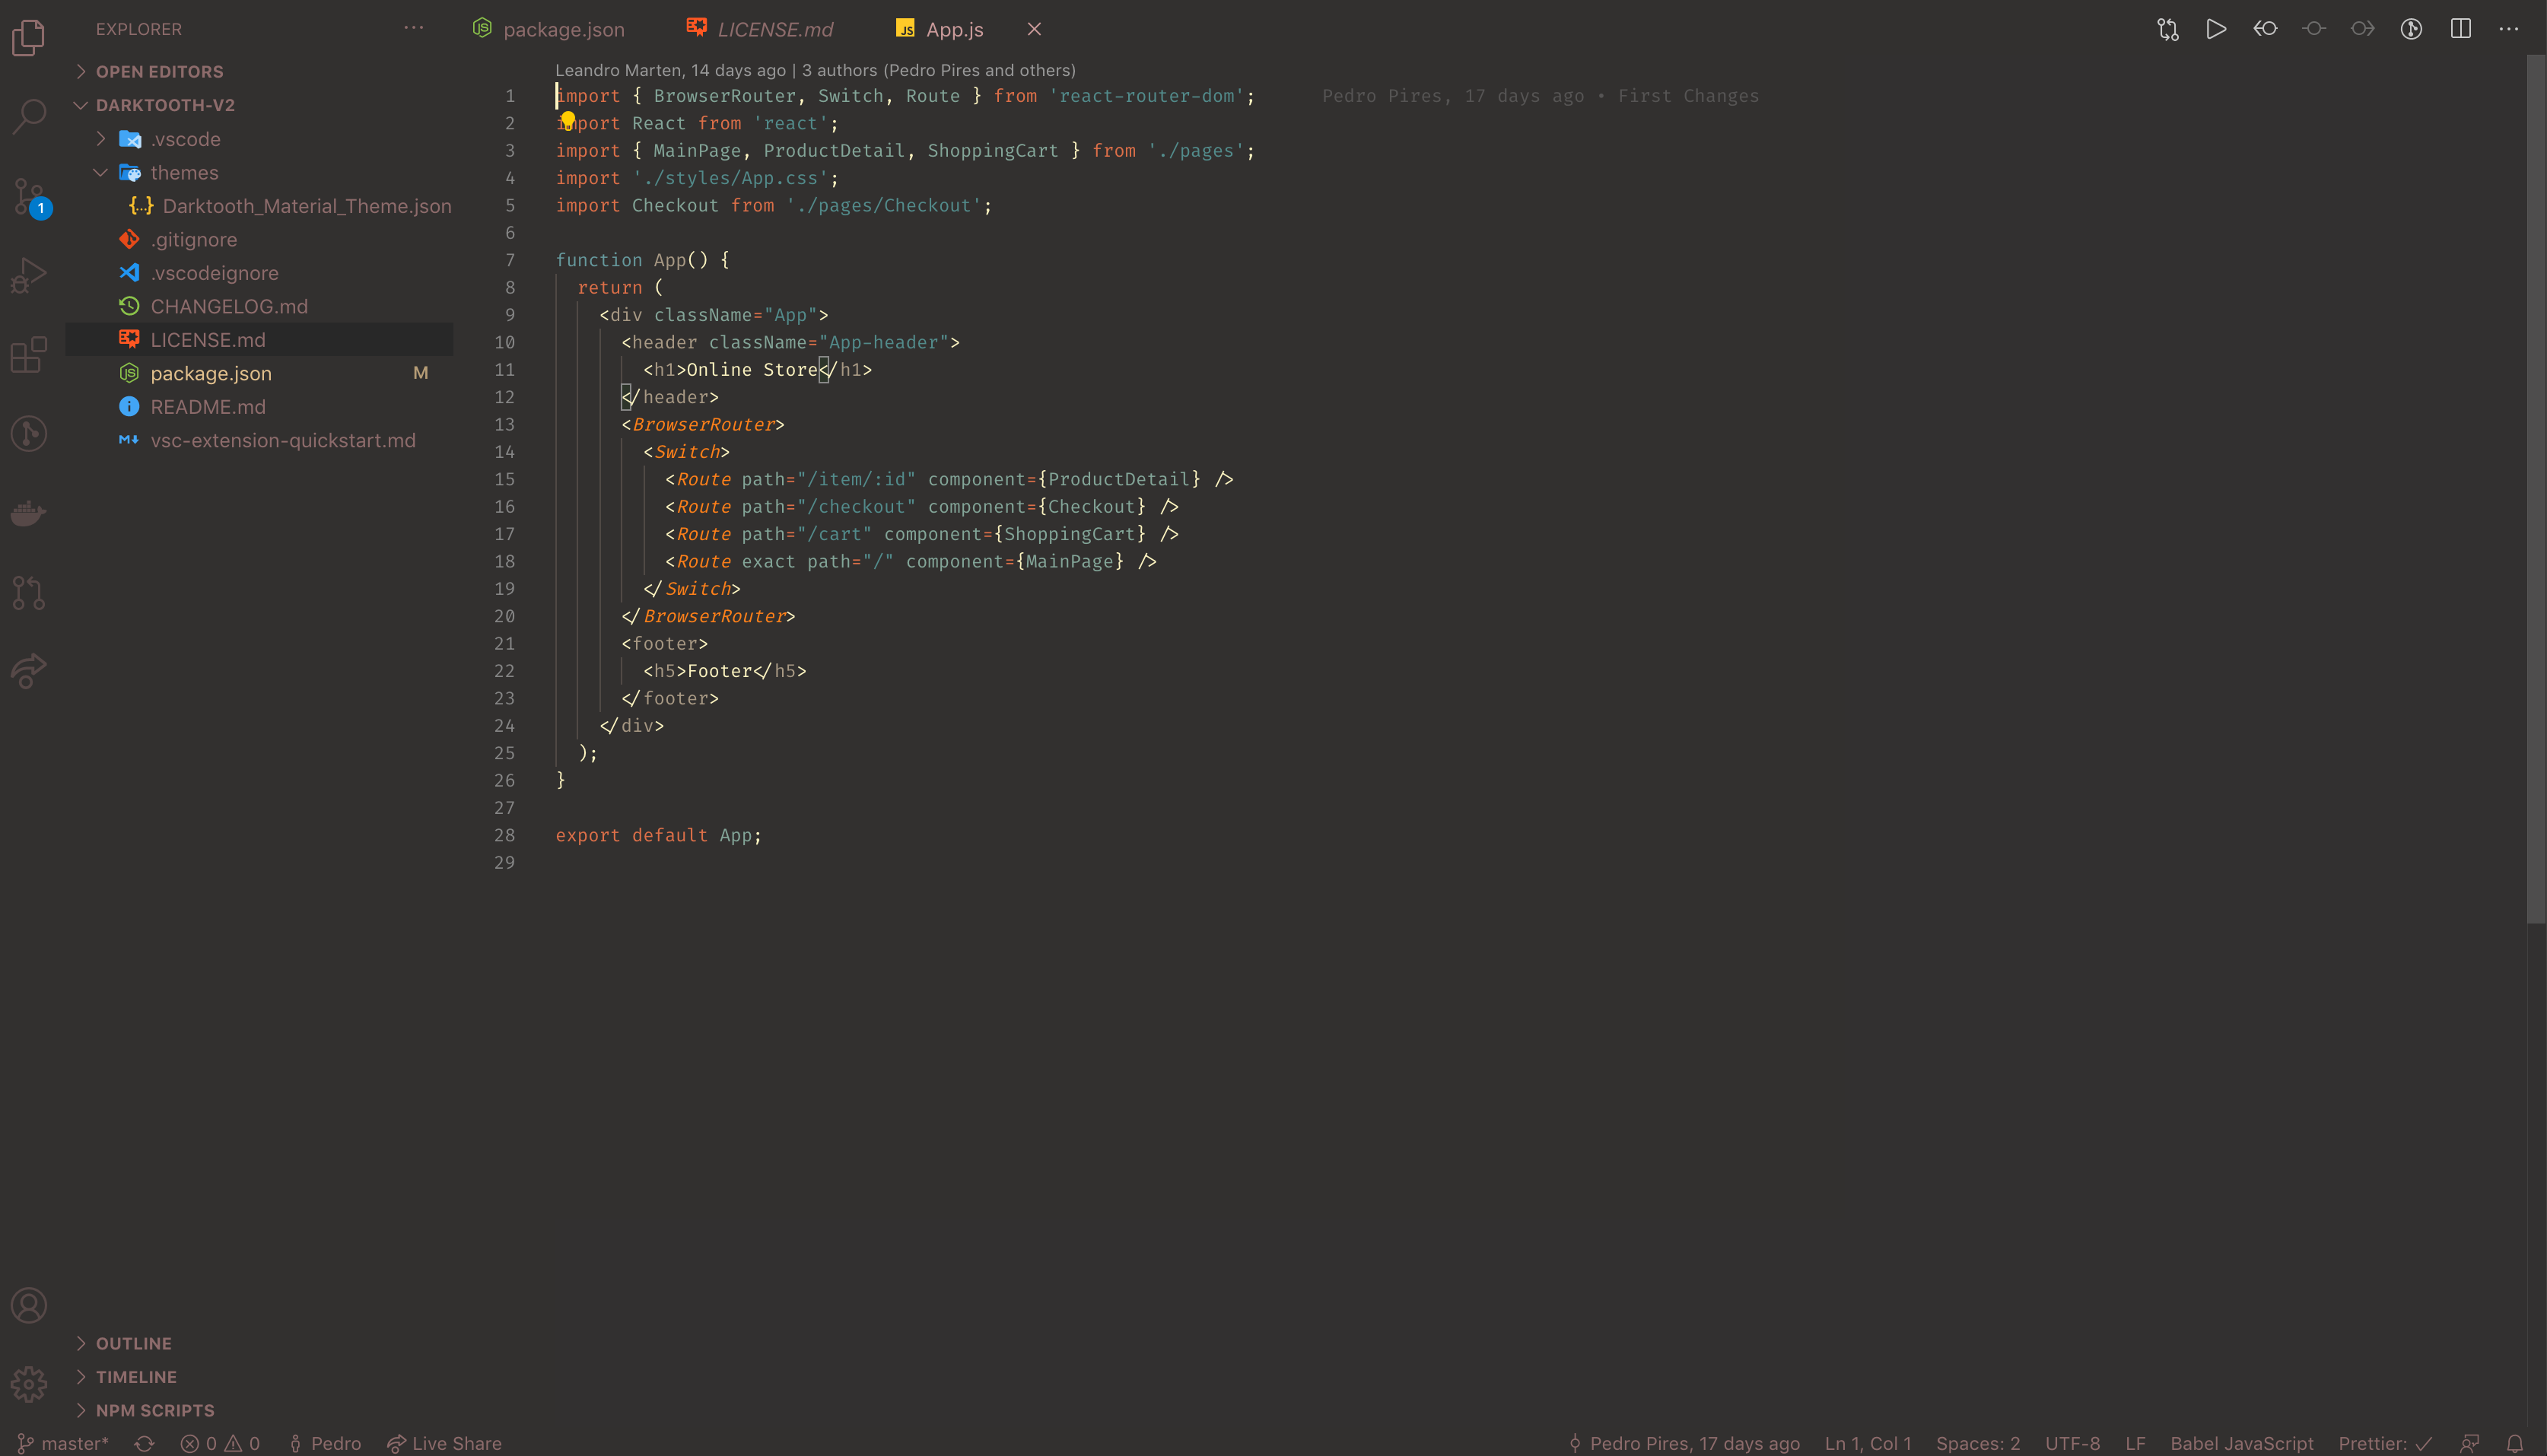 EXPLORER
OPEN EDITORS
DARKTOOTH-V2
.vscode
themes
{...} Darktooth_Material_Theme.json
.gitignore
.vscodeignore
CHANGELOG.md
LICENSE.md
package.json M
README.md
vsc-extension-quickstart.md
1
OUTLINE
TIMELINE
NPM SCRIPTS
package.json
LICENSE.md
JS App.js
Leandro Marten, 14 days ago | 3 authors (Pedro Pires and others)
1 import { BrowserRouter, Switch, Route } from 'react-router-dom'; Pedro Pires, 17 days ago • First Changes
2 import React from 'react';
3 import { MainPage, ProductDetail, ShoppingCart } from './pages';
4 import './styles/App.css';
5 import Checkout from './pages/Checkout';
6
7 function App() {
8 return (
9 <div className="App">
10 <header className="App-header">
11 <h1>Online Store</h1>
12 </header>
13 <BrowserRouter>
14 <Switch>
15 <Route path="/item/:id" component={ProductDetail} />
16 <Route path="/checkout" component={Checkout} />
17 <Route path="/cart" component={ShoppingCart} />
18 <Route exact path="/" component={MainPage} />
19 </Switch>
20 </BrowserRouter>
21 <footer>
22 <h5>Footer</h5>
23 </footer>
24 </div>
25 );
26 }
27
28 export default App;
29
master* 0 0 Pedro Live Share Pedro Pires, 17 days ago Ln 1, Col 1 Spaces: 2 UTF-8 LF Babel JavaScript Prettier: ✓